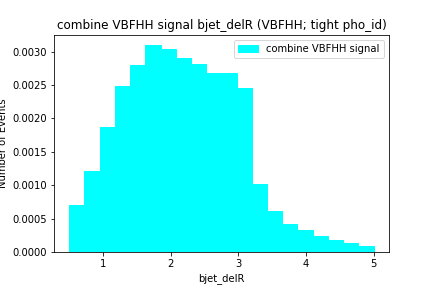 combine VBFHH signal bjet_delR (VBFHH; tight pho_id)
combine VBFHH signal
0.0030
0.0025
0.0020
0.0015
0.0010
0.0005
0.0000
Number of Events
1 2 3 4 5
bjet_delR